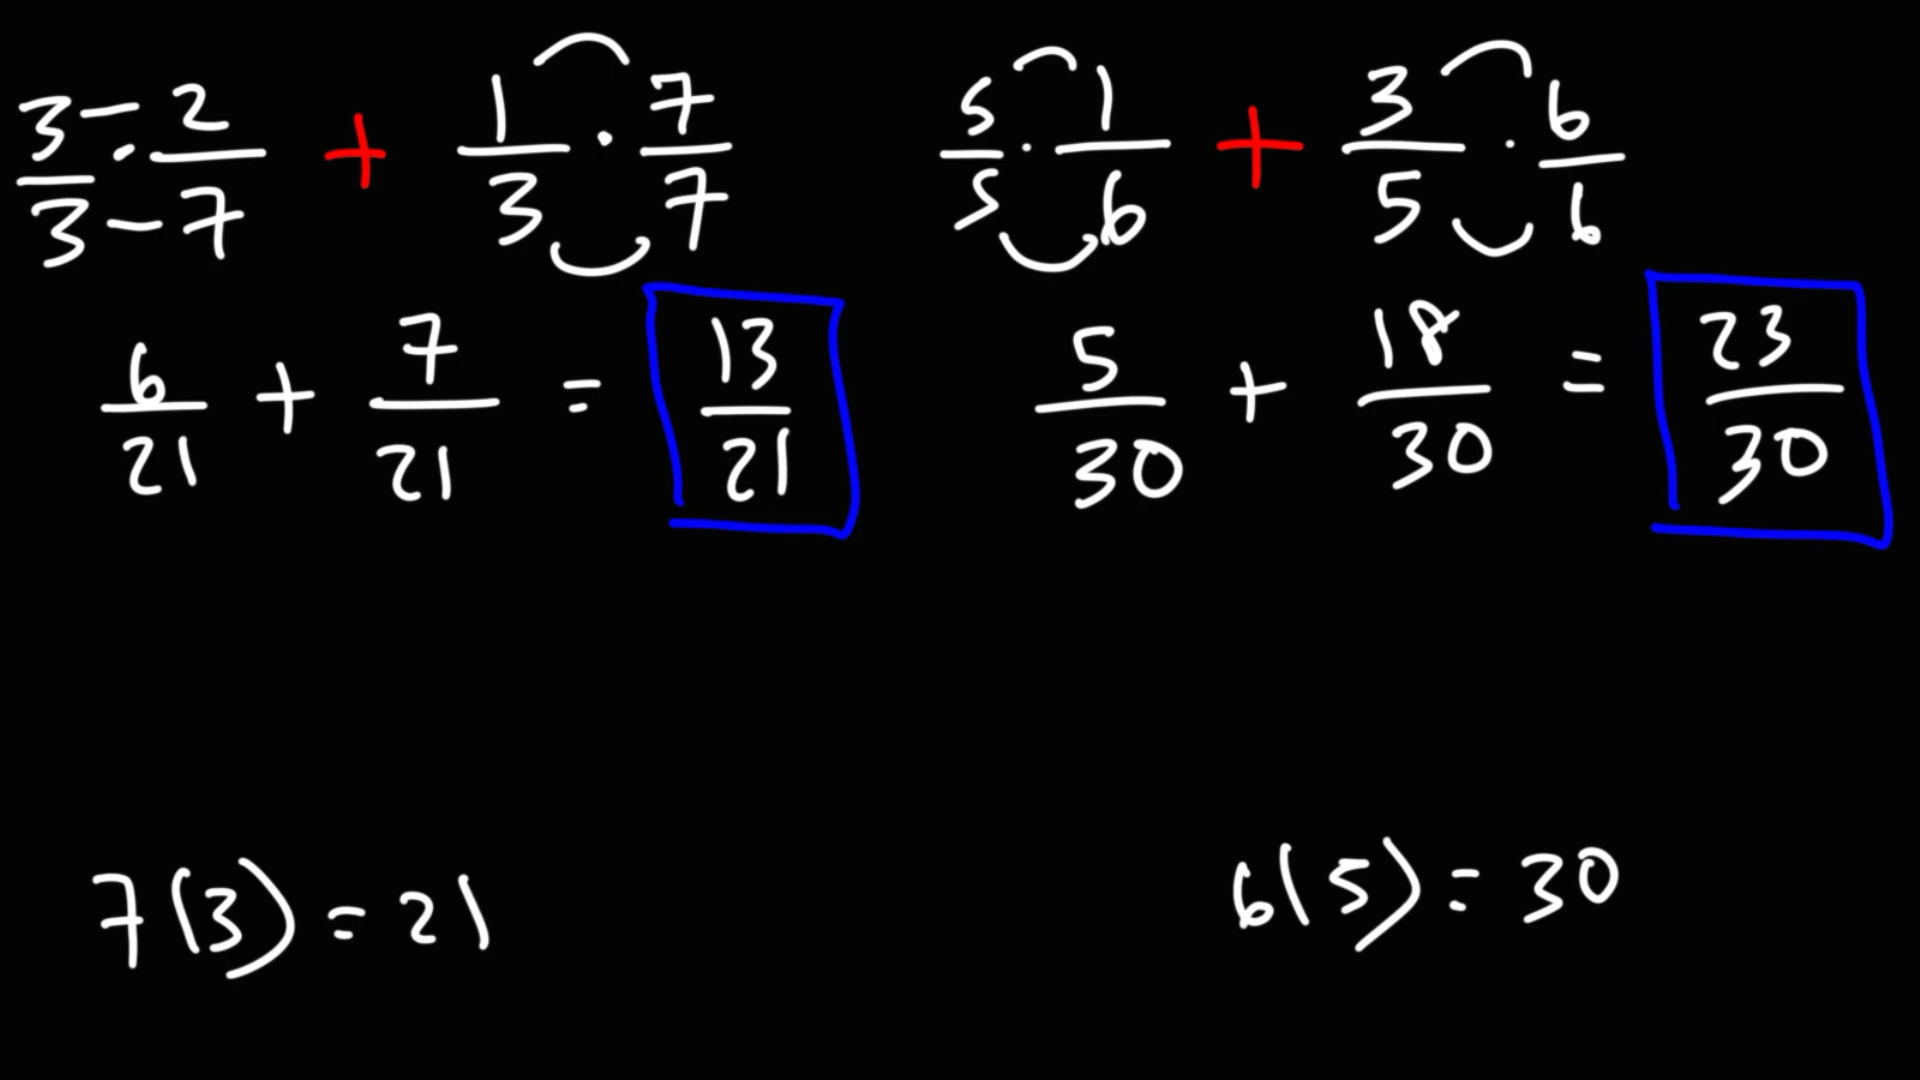 3/3 · 2/7 + 1/3 · 7/7
6/21 + 7/21 = 13/21
7(3) = 21
5/5 · 1/6 + 3/5 · 6/6
5/30 + 18/30 = 23/30
6(5) = 30